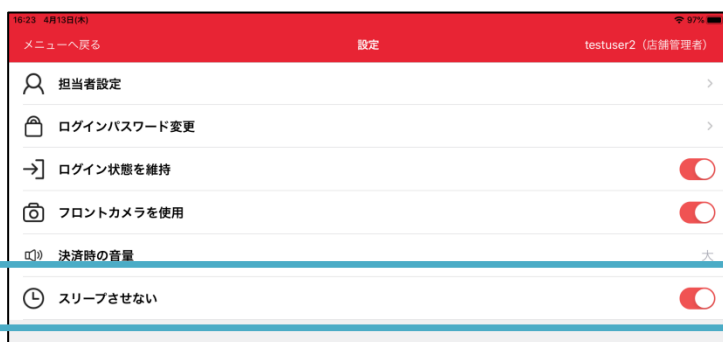 16:23 4月13日(木) 97%
メニューへ戻る 設定 testuser2（店舗管理者）
担当者設定
ログインパスワード変更
ログイン状態を維持
フロントカメラを使用
決済時の音量 大
スリープさせない